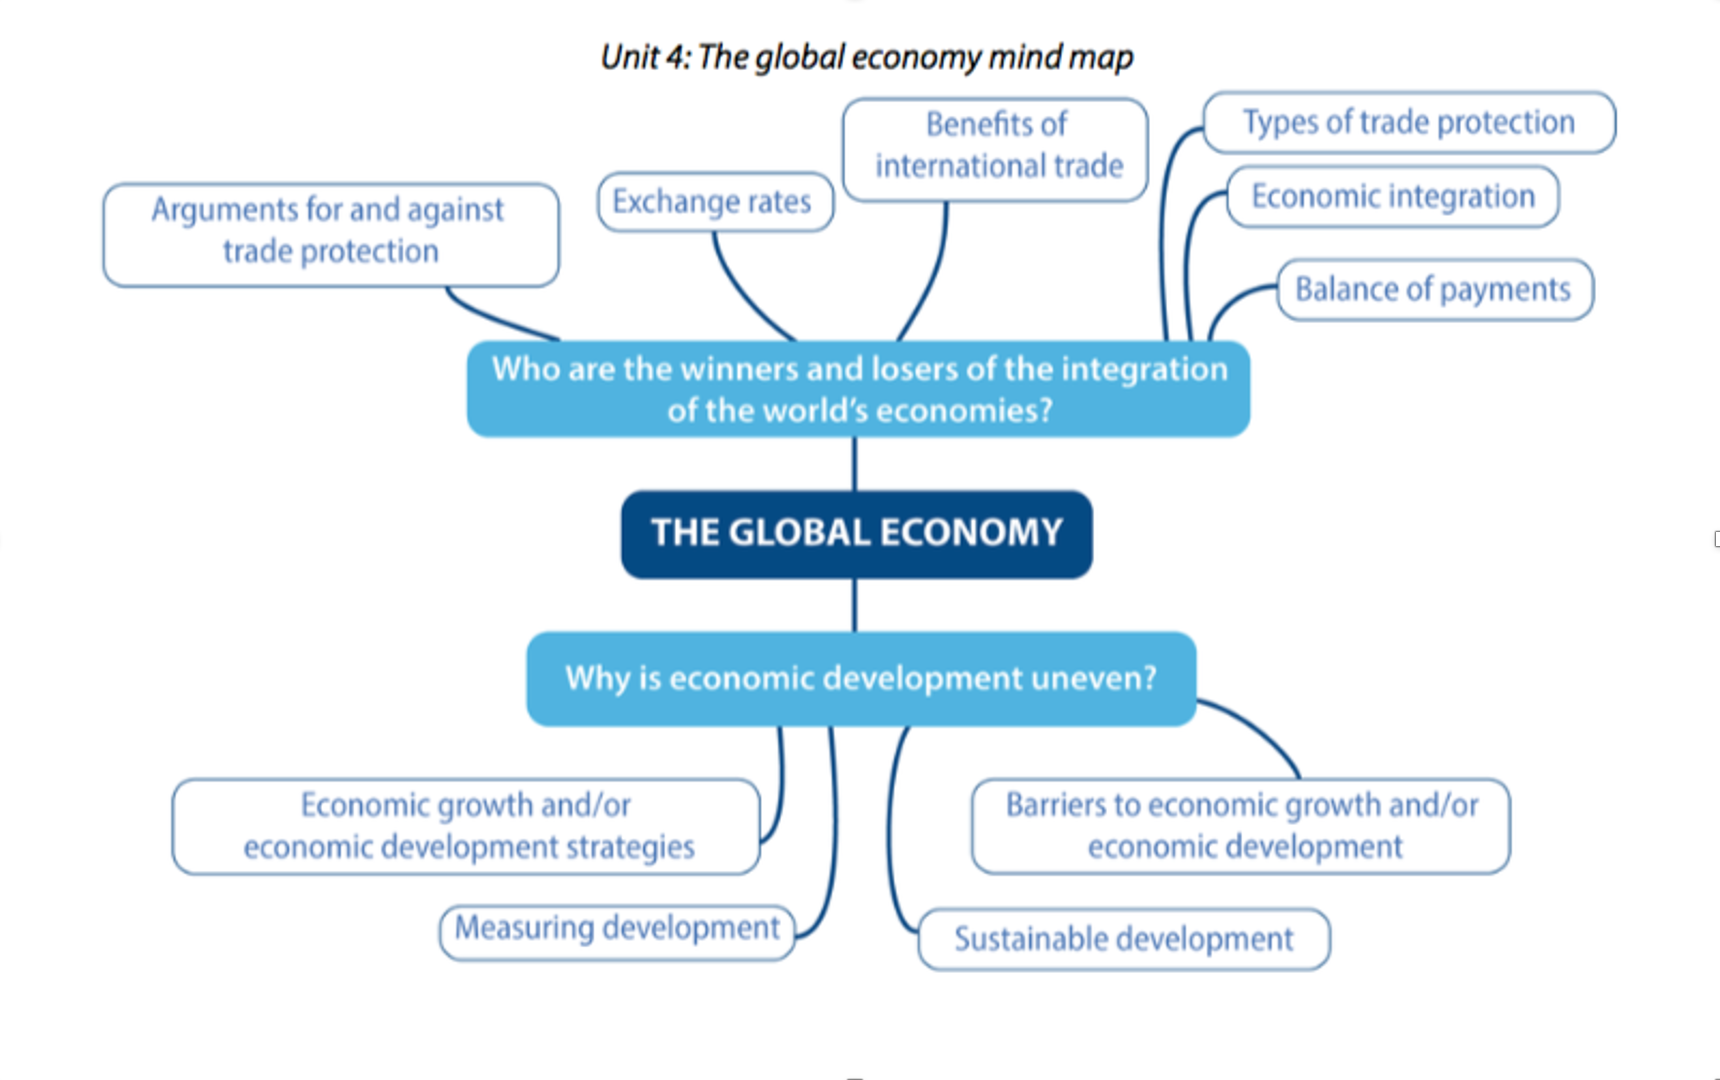 Unit 4: The global economy mind map
Arguments for and against
trade protection
Exchange rates
Benefits of
international trade
Types of trade protection
Economic integration
Balance of payments
Who are the winners and losers of the integration
of the world's economies?
THE GLOBAL ECONOMY
Why is economic development uneven?
Economic growth and/or
economic development strategies
Measuring development
Sustainable development
Barriers to economic growth and/or
economic development